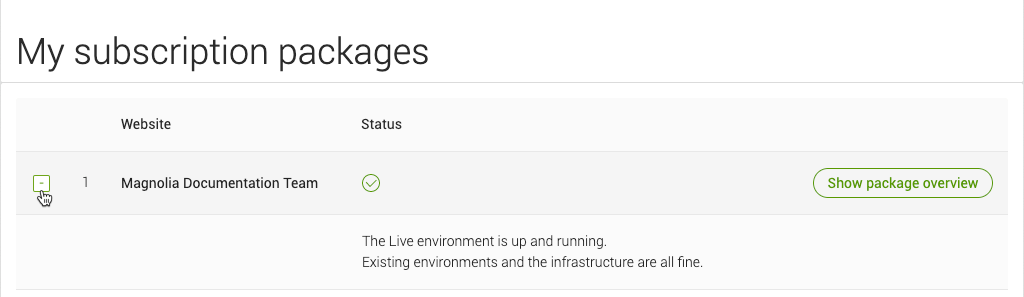 My subscription packages
Website Status
- 1 Magnolia Documentation Team Show package overview
The Live environment is up and running.
Existing environments and the infrastructure are all fine.